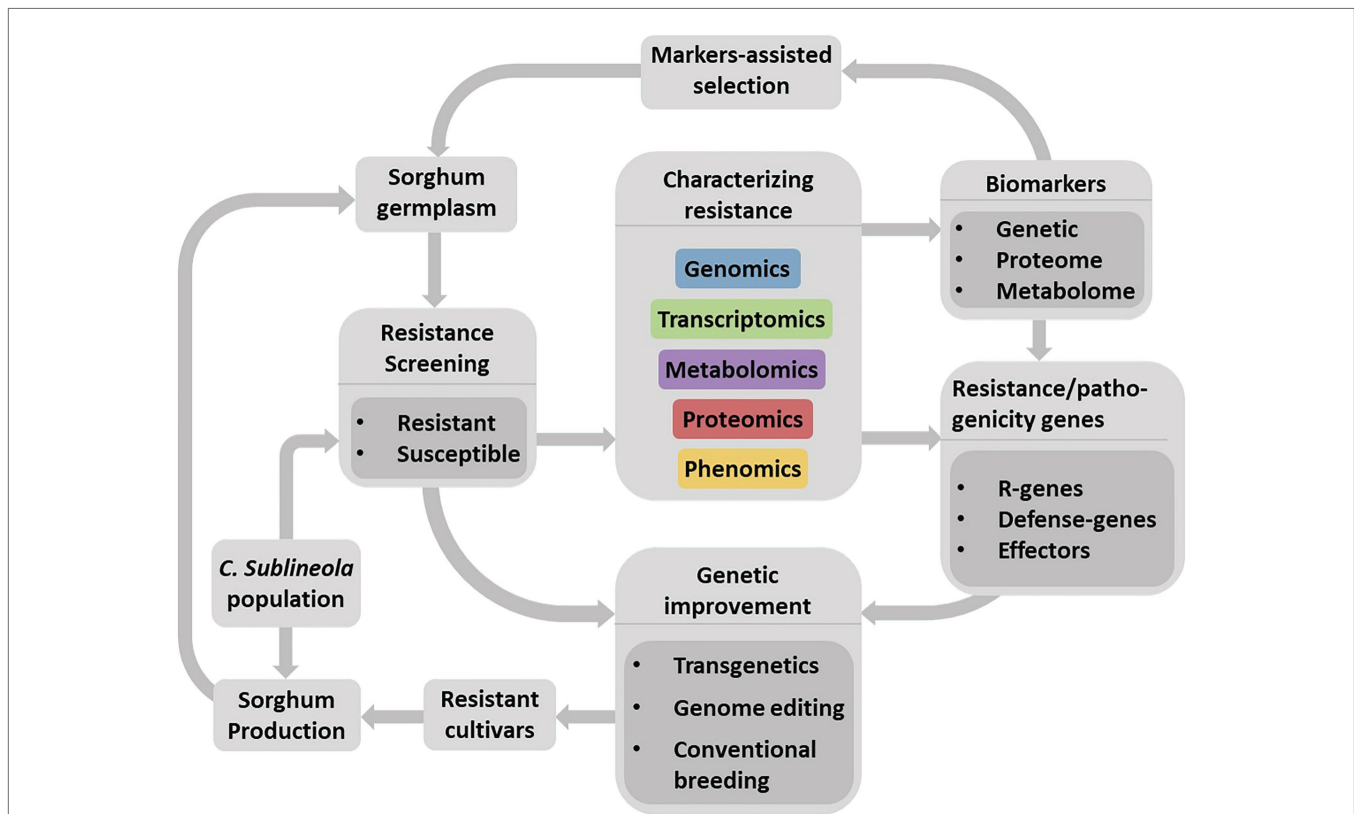 Markers-assisted
selection
Sorghum
germplasm
Characterizing
resistance
Genomics
Transcriptomics
Metabolomics
Proteomics
Phenomics
Biomarkers
• Genetic
• Proteome
• Metabolome
Resistance
Screening
• Resistant
• Susceptible
Resistance/patho-
genicity genes
• R-genes
• Defense-genes
• Effectors
C. Sublineola
population
Genetic
improvement
• Transgenetics
• Genome editing
• Conventional
breeding
Sorghum
Production
Resistant
cultivars